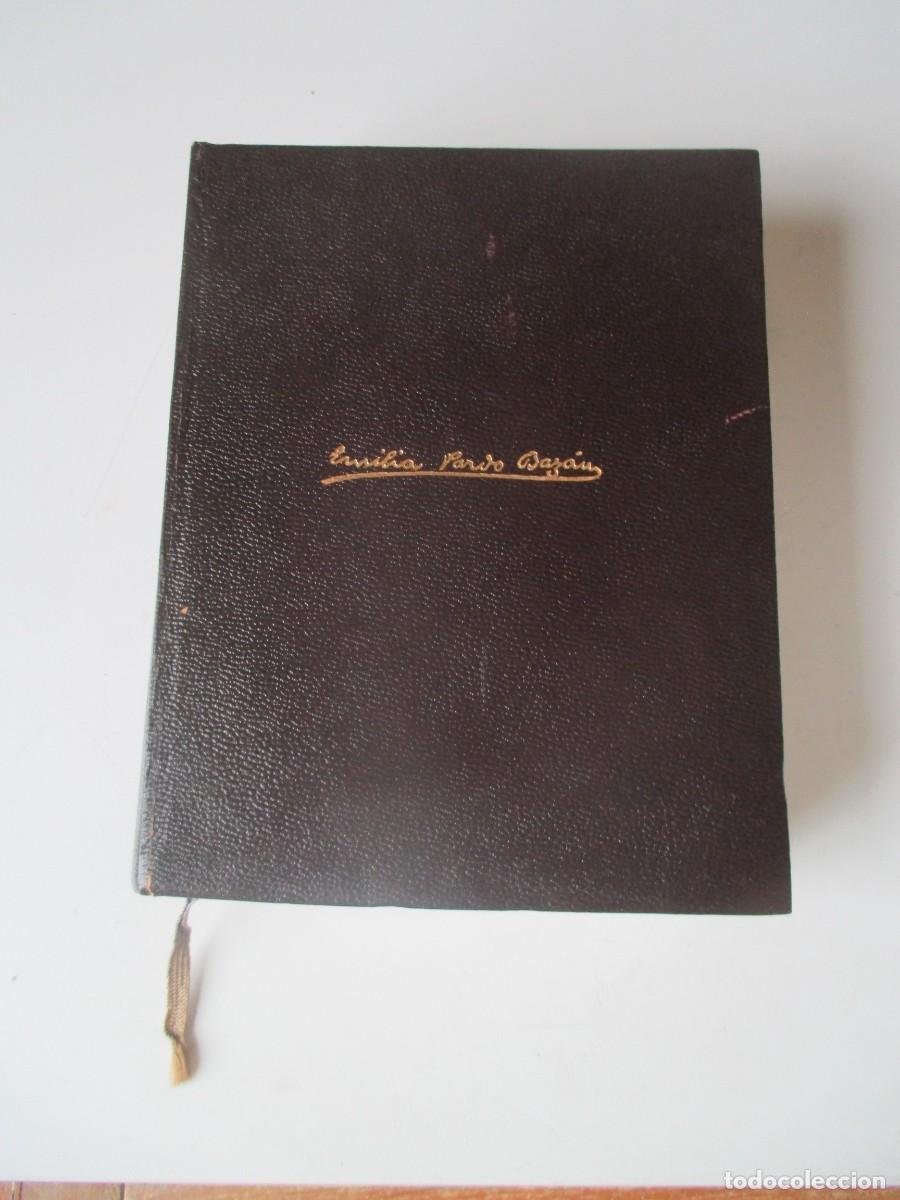 Emilia Pardo Bazán
todocoleccion